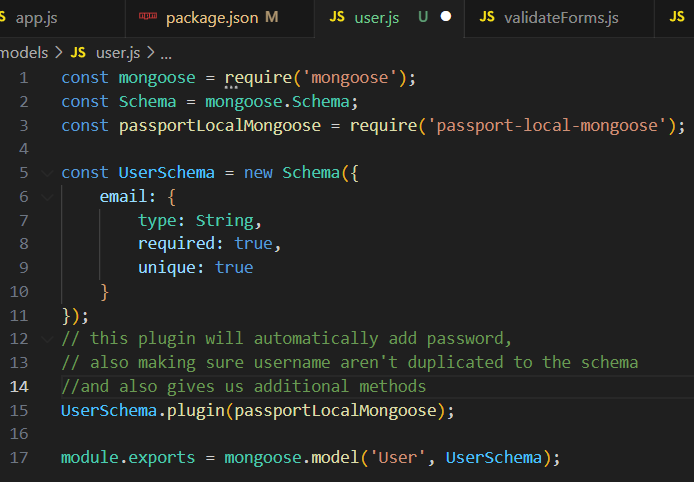 app.js
package.json M
JS user.js U
JS validateForms.js
JS
models > JS user.js > ...
1 const mongoose = require('mongoose');
2 const Schema = mongoose.Schema;
3 const passportLocalMongoose = require('passport-local-mongoose');
4
5 const UserSchema = new Schema({
6 email: {
7 type: String,
8 required: true,
9 unique: true
10 }
11 });
12 // this plugin will automatically add password,
13 // also making sure username aren't duplicated to the schema
14 //and also gives us additional methods
15 UserSchema.plugin(passportLocalMongoose);
16
17 module.exports = mongoose.model('User', UserSchema);